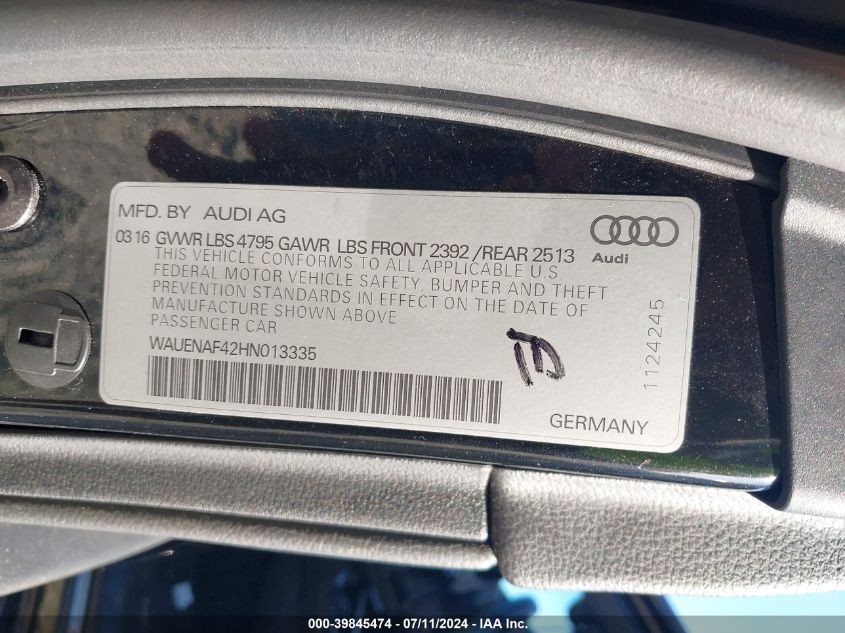 MFD. BY AUDI AG
03 16 GVWR LBS 4795 GAWR LBS FRONT 2392 /REAR 2513
THIS VEHICLE CONFORMS TO ALL APPLICABLE U.S.
FEDERAL MOTOR VEHICLE SAFETY, BUMPER AND THEFT
PREVENTION STANDARDS IN EFFECT ON THE DATE OF
MANUFACTURE SHOWN ABOVE
PASSENGER CAR
WAUENAF42HN013335
Audi
1124245
GERMANY
000-39845474 / 07/11/2024 / IAA, Inc.